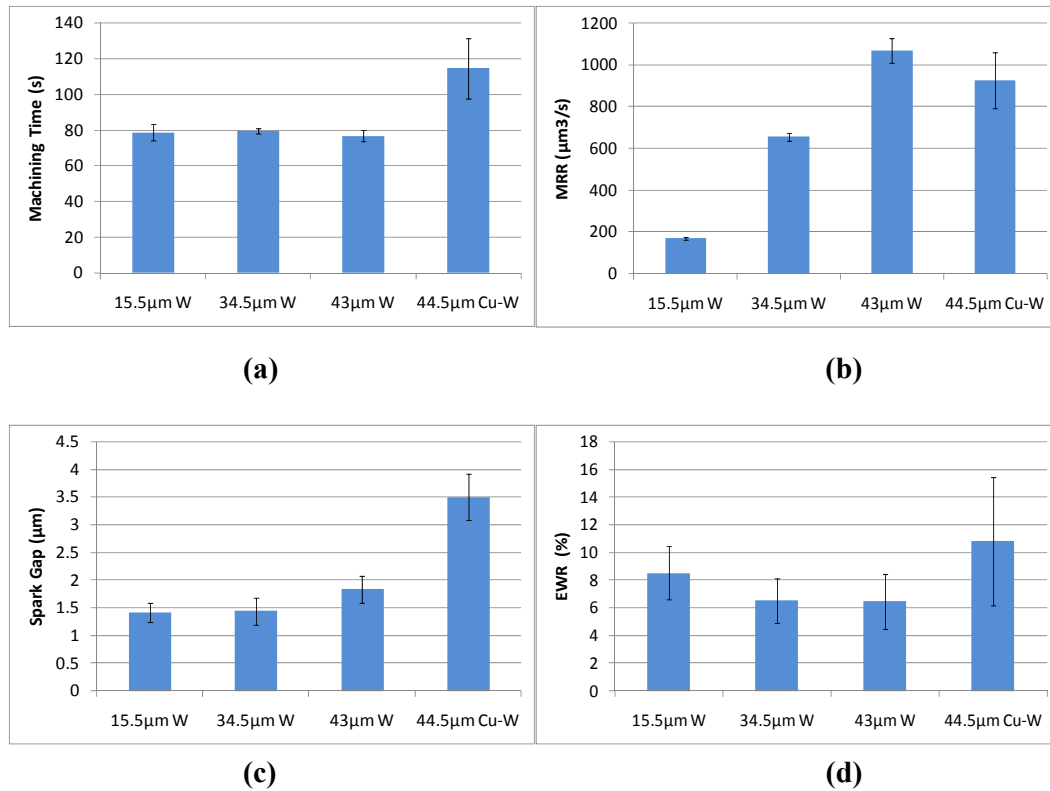 Machining Time (s)
140
120
100
80
60
40
20
0
15.5µm W 34.5µm W 43µm W 44.5µm Cu-W
(a)
MRR (µm3/s)
1200
1000
800
600
400
200
0
15.5µm W 34.5µm W 43µm W 44.5µm Cu-W
(b)
Spark Gap (µm)
4.5
4
3.5
3
2.5
2
1.5
1
0.5
0
15.5µm W 34.5µm W 43µm W 44.5µm Cu-W
(c)
EWR (%)
18
16
14
12
10
8
6
4
2
0
15.5µm W 34.5µm W 43µm W 44.5µm Cu-W
(d)